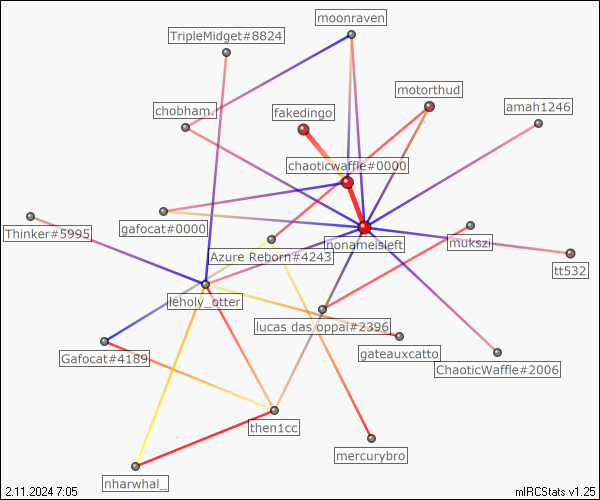 moonraven
TripleMidget#8824
motorthud
chobham.
fakedingo
amah1246
chaoticwaffle#0000
Thinker#5995
gafocat#0000
nonameisleft
mukszi
Azure Reborn#4243
tt532
leholy_otter
lucas das oppai#2396
Gafocat#4189
gateauxcatto
ChaoticWaffle#2006
then1cc
mercurybro
nharwhal_
2.11.2024 7:05
mIRCStats v1.25